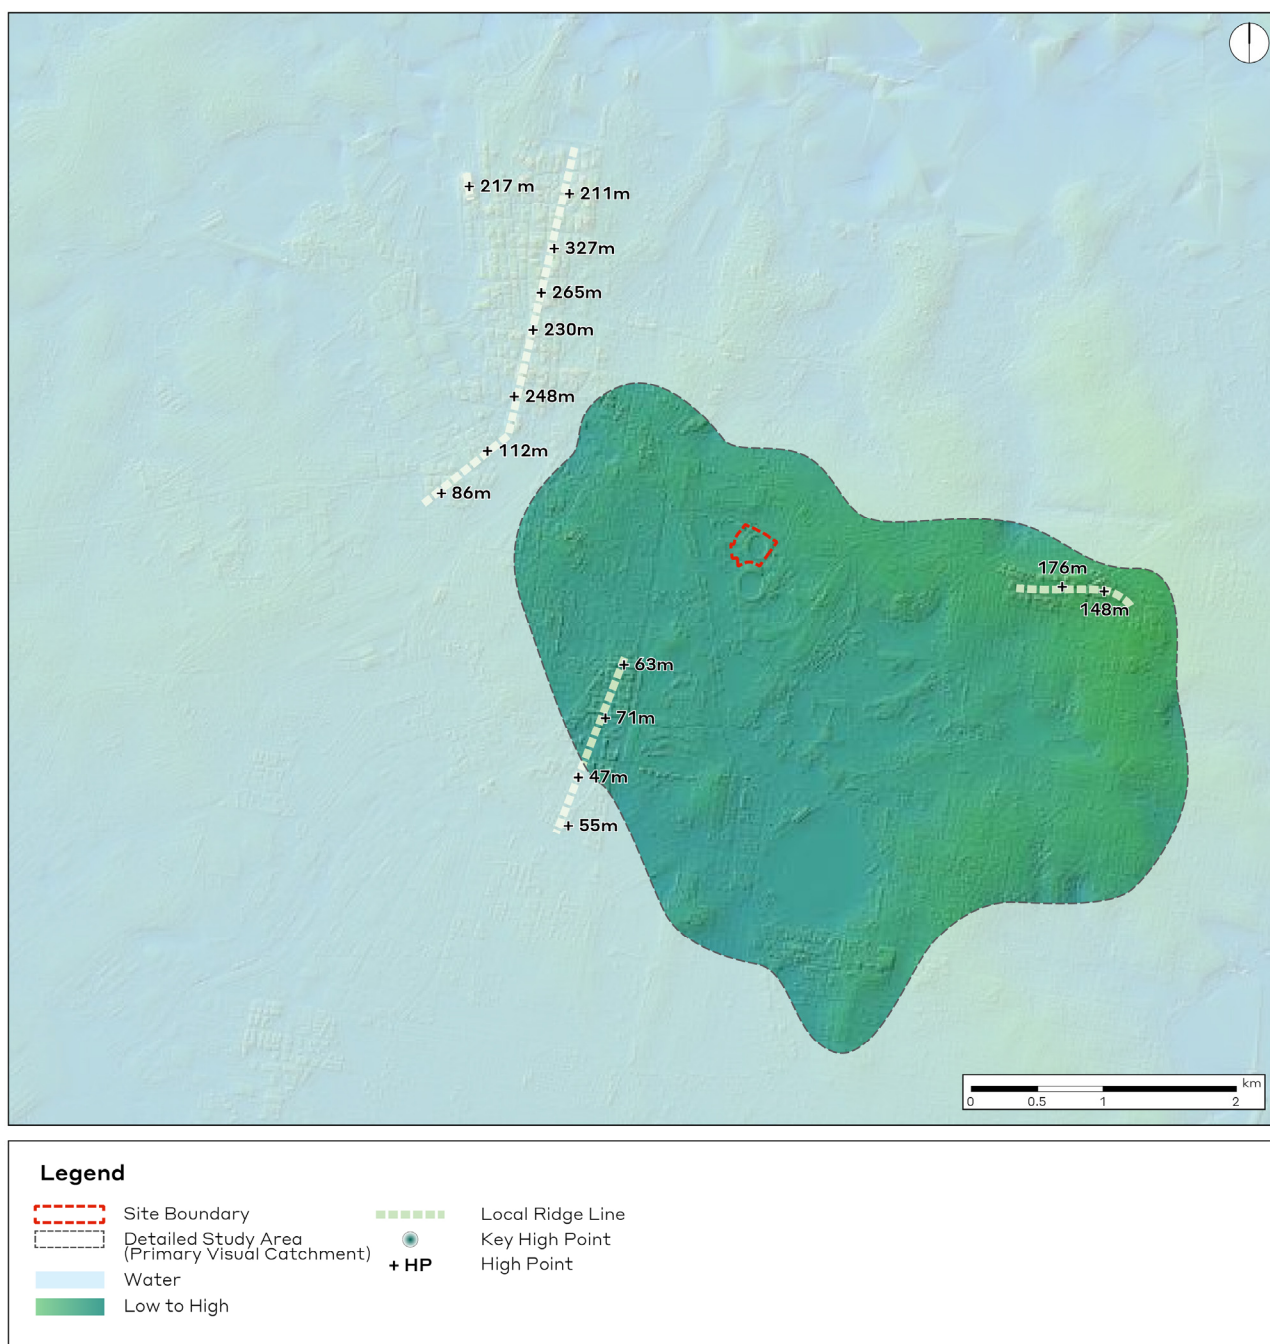 + 217 m
+ 211m
+ 327m
+ 265m
+ 230m
+ 248m
+ 112m
+ 86m
176m
+ +
148m
+ 63m
+ 71m
+ 47m
+ 55m
km
0 0.5 1 2
Legend
Site Boundary
Detailed Study Area
(Primary Visual Catchment)
Water
Low to High
Local Ridge Line
Key High Point
+ HP High Point